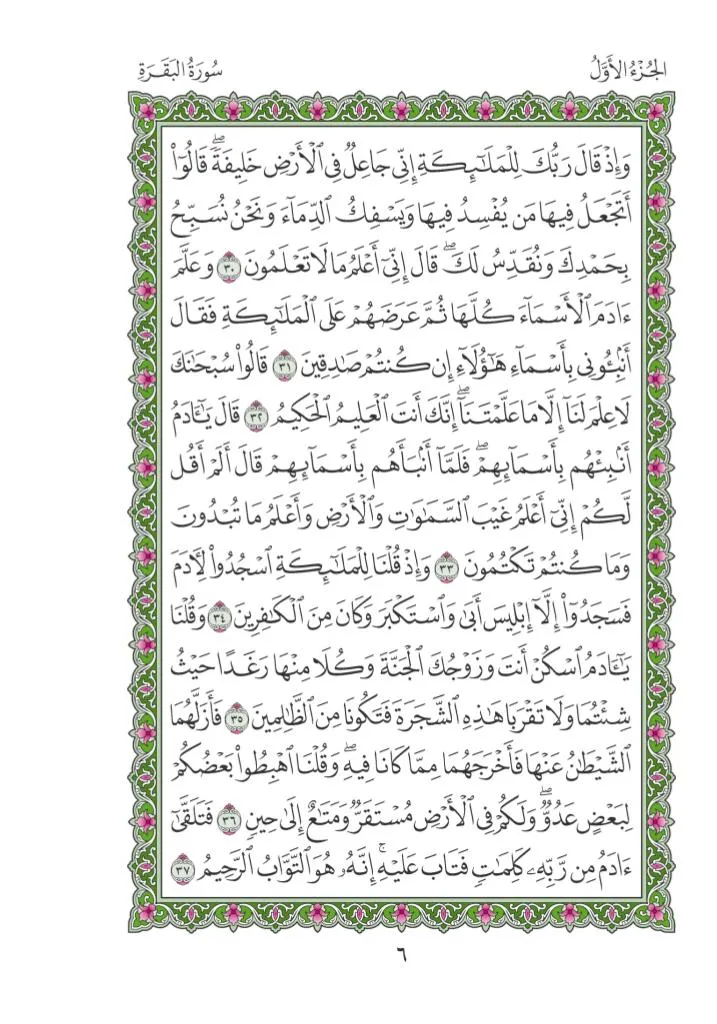 الجُزْءُ الأَوَّلُ
سُورَةُ البَقَرَةِ
وَإِذْ قَالَ رَبُّكَ لِلْمَلَٰٓئِكَةِ إِنِّى جَاعِلٌ فِى ٱلْأَرْضِ خَلِيفَةًۖ قَالُوٓا۟
أَتَجْعَلُ فِيهَا مَن يُفْسِدُ فِيهَا وَيَسْفِكُ ٱلدِّمَآءَ وَنَحْنُ نُسَبِّحُ
بِحَمْدِكَ وَنُقَدِّسُ لَكَۖ قَالَ إِنِّىٓ أَعْلَمُ مَا لَا تَعْلَمُونَ ٣٠ وَعَلَّمَ
ءَادَمَ ٱلْأَسْمَآءَ كُلَّهَا ثُمَّ عَرَضَهُمْ عَلَى ٱلْمَلَٰٓئِكَةِ فَقَالَ
أَنۢبِـُٔونِى بِأَسْمَآءِ هَٰٓؤُلَآءِ إِن كُنتُمْ صَٰدِقِينَ ٣١ قَالُوا۟ سُبْحَٰنَكَ
لَا عِلْمَ لَنَآ إِلَّا مَا عَلَّمْتَنَآۖ إِنَّكَ أَنتَ ٱلْعَلِيمُ ٱلْحَكِيمُ ٣٢ قَالَ يَٰٓـَٔادَمُ
أَنۢبِئْهُم بِأَسْمَآئِهِمْۖ فَلَمَّآ أَنۢبَأَهُم بِأَسْمَآئِهِمْ قَالَ أَلَمْ أَقُل
لَّكُمْ إِنِّىٓ أَعْلَمُ غَيْبَ ٱلسَّمَٰوَٰتِ وَٱلْأَرْضِ وَأَعْلَمُ مَا تُبْدُونَ
وَمَا كُنتُمْ تَكْتُمُونَ ٣٣ وَإِذْ قُلْنَا لِلْمَلَٰٓئِكَةِ ٱسْجُدُوا۟ لِـَٔادَمَ
فَسَجَدُوٓا۟ إِلَّآ إِبْلِيسَ أَبَىٰ وَٱسْتَكْبَرَ وَكَانَ مِنَ ٱلْكَٰفِرِينَ ٣٤ وَقُلْنَا
يَٰٓـَٔادَمُ ٱسْكُنْ أَنتَ وَزَوْجُكَ ٱلْجَنَّةَ وَكُلَا مِنْهَا رَغَدًا حَيْثُ
شِئْتُمَا وَلَا تَقْرَبَا هَٰذِهِ ٱلشَّجَرَةَ فَتَكُونَا مِنَ ٱلظَّٰلِمِينَ ٣٥ فَأَزَلَّهُمَا
ٱلشَّيْطَٰنُ عَنْهَا فَأَخْرَجَهُمَا مِمَّا كَانَا فِيهِۖ وَقُلْنَا ٱهْبِطُوا۟ بَعْضُكُمْ
لِبَعْضٍ عَدُوٌّۖ وَلَكُمْ فِى ٱلْأَرْضِ مُسْتَقَرٌّ وَمَتَٰعٌ إِلَىٰ حِينٍ ٣٦ فَتَلَقَّىٰٓ
ءَادَمُ مِن رَّبِّهِۦ كَلِمَٰتٍ فَتَابَ عَلَيْهِۚ إِنَّهُۥ هُوَ ٱلتَّوَّابُ ٱلرَّحِيمُ ٣٧
٦